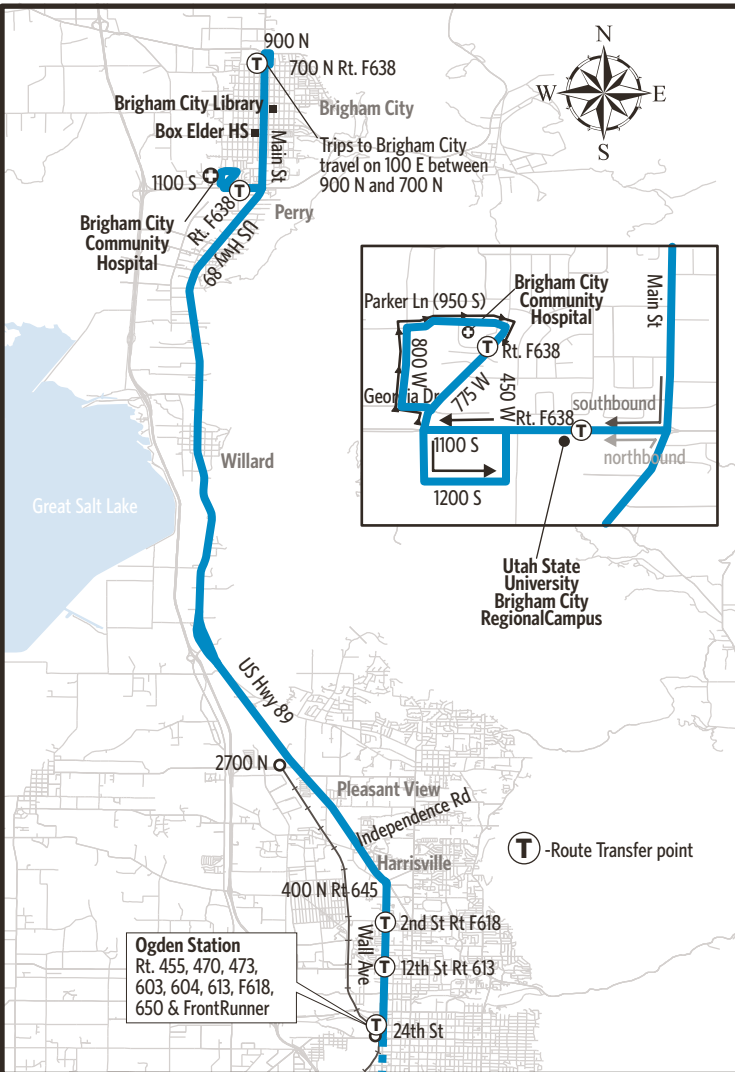 900 N
N
W
E
S
T
700 N Rt. F638
Brigham City Library
Brigham City
Box Elder HS
Main St
Trips to Brigham City
travel on 100 E between
900 N and 700 N
1100 S
T
Rt. F638
Brigham City
Community
Hospital
Perry
US Hwy 89
Parker Ln (950 S)
Brigham City
Community
Hospital
Main St
T
Rt. F638
800 W
775 W
450 W
Georgia Dr
Rt. F638
southbound
T
1100 S
northbound
1200 S
Utah State
University
Brigham City
RegionalCampus
Willard
Great Salt Lake
US Hwy 89
2700 N
Pleasant View
Independence Rd
Harrisville
T
-Route Transfer point
400 N Rt 645
T
2nd St Rt F618
Wall Ave
T
12th St Rt 613
Ogden Station
Rt. 455, 470, 473,
603, 604, 613, F618,
650 & FrontRunner
T
24th St